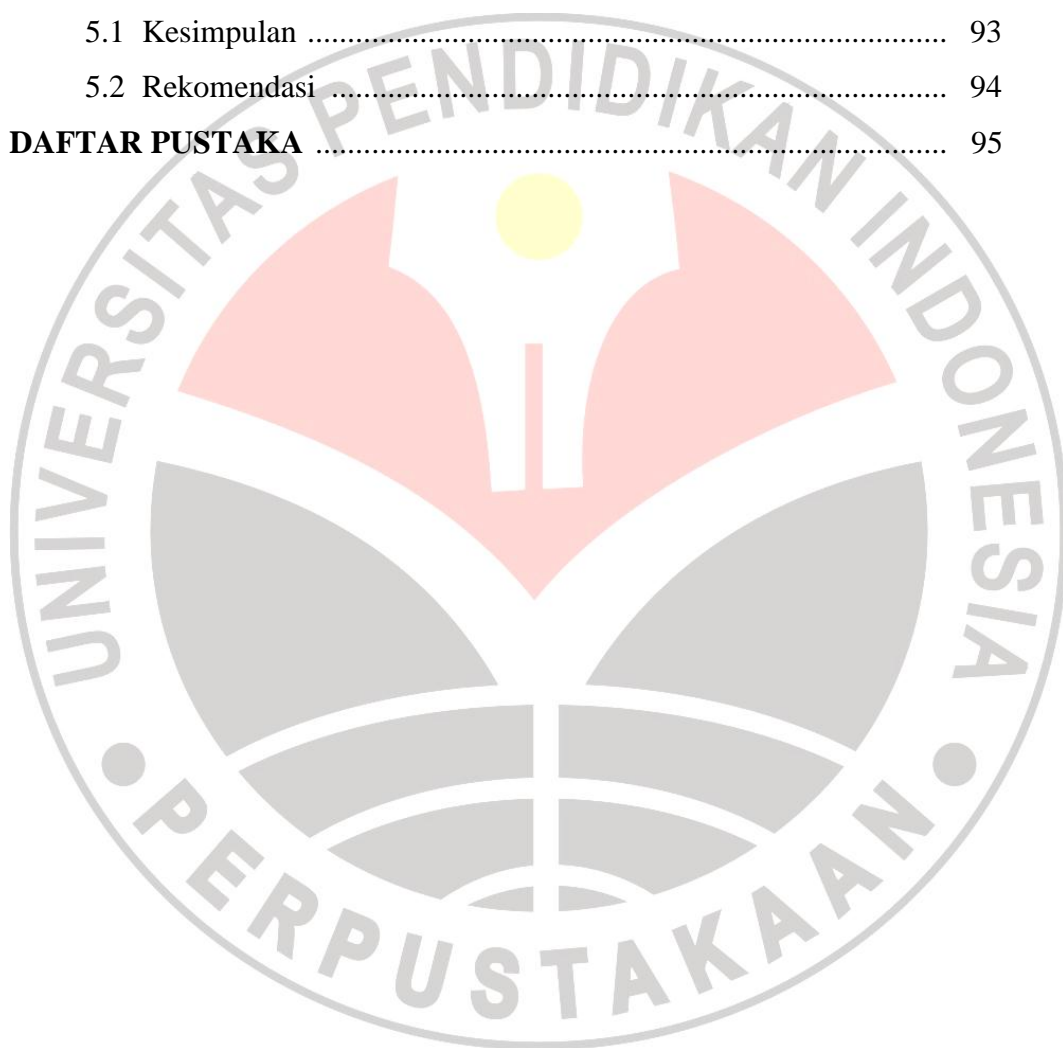 5.1 Kesimpulan ................................................................................ 93
5.2 Rekomendasi ............................................................................. 94
DAFTAR PUSTAKA ............................................................................... 95
UNIVERSITAS PENDIDIKAN INDONESIA
PERPUSTAKAAN